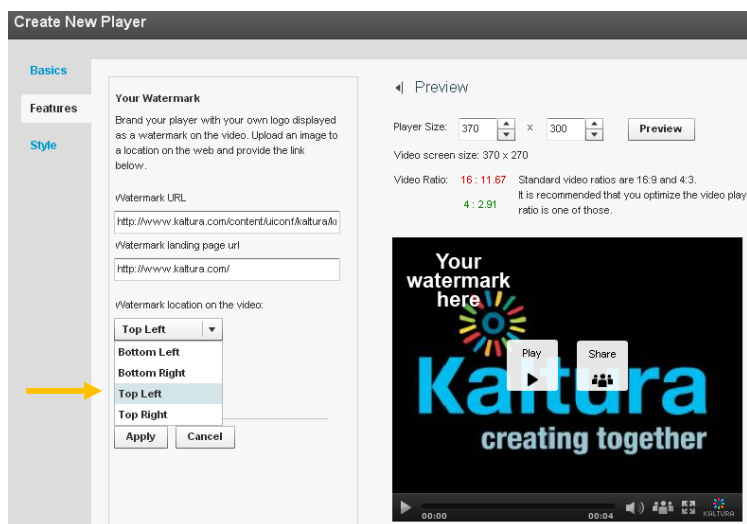 Create New Player
Basics
Features
Style
Your Watermark
Brand your player with your own logo displayed
as a watermark on the video. Upload an image to
a location on the web and provide the link
below.
Watermark URL
http://www.kaltura.com/content/uiconf/kaltura/k
Watermark landing page url
http://www.kaltura.com/
Watermark location on the video:
Top Left
Bottom Left
Bottom Right
Top Left
Top Right
Apply Cancel
Preview
Player Size: 370 x 300 Preview
Video screen size: 370 x 270
Video Ratio: 16 : 11.67 Standard video ratios are 16:9 and 4:3.
It is recommended that you optimize the video play
4 : 2.91 ratio is one of those.
Your
watermark
here
Play Share
Kaltura
creating together
00:00 00:04 KALTURA